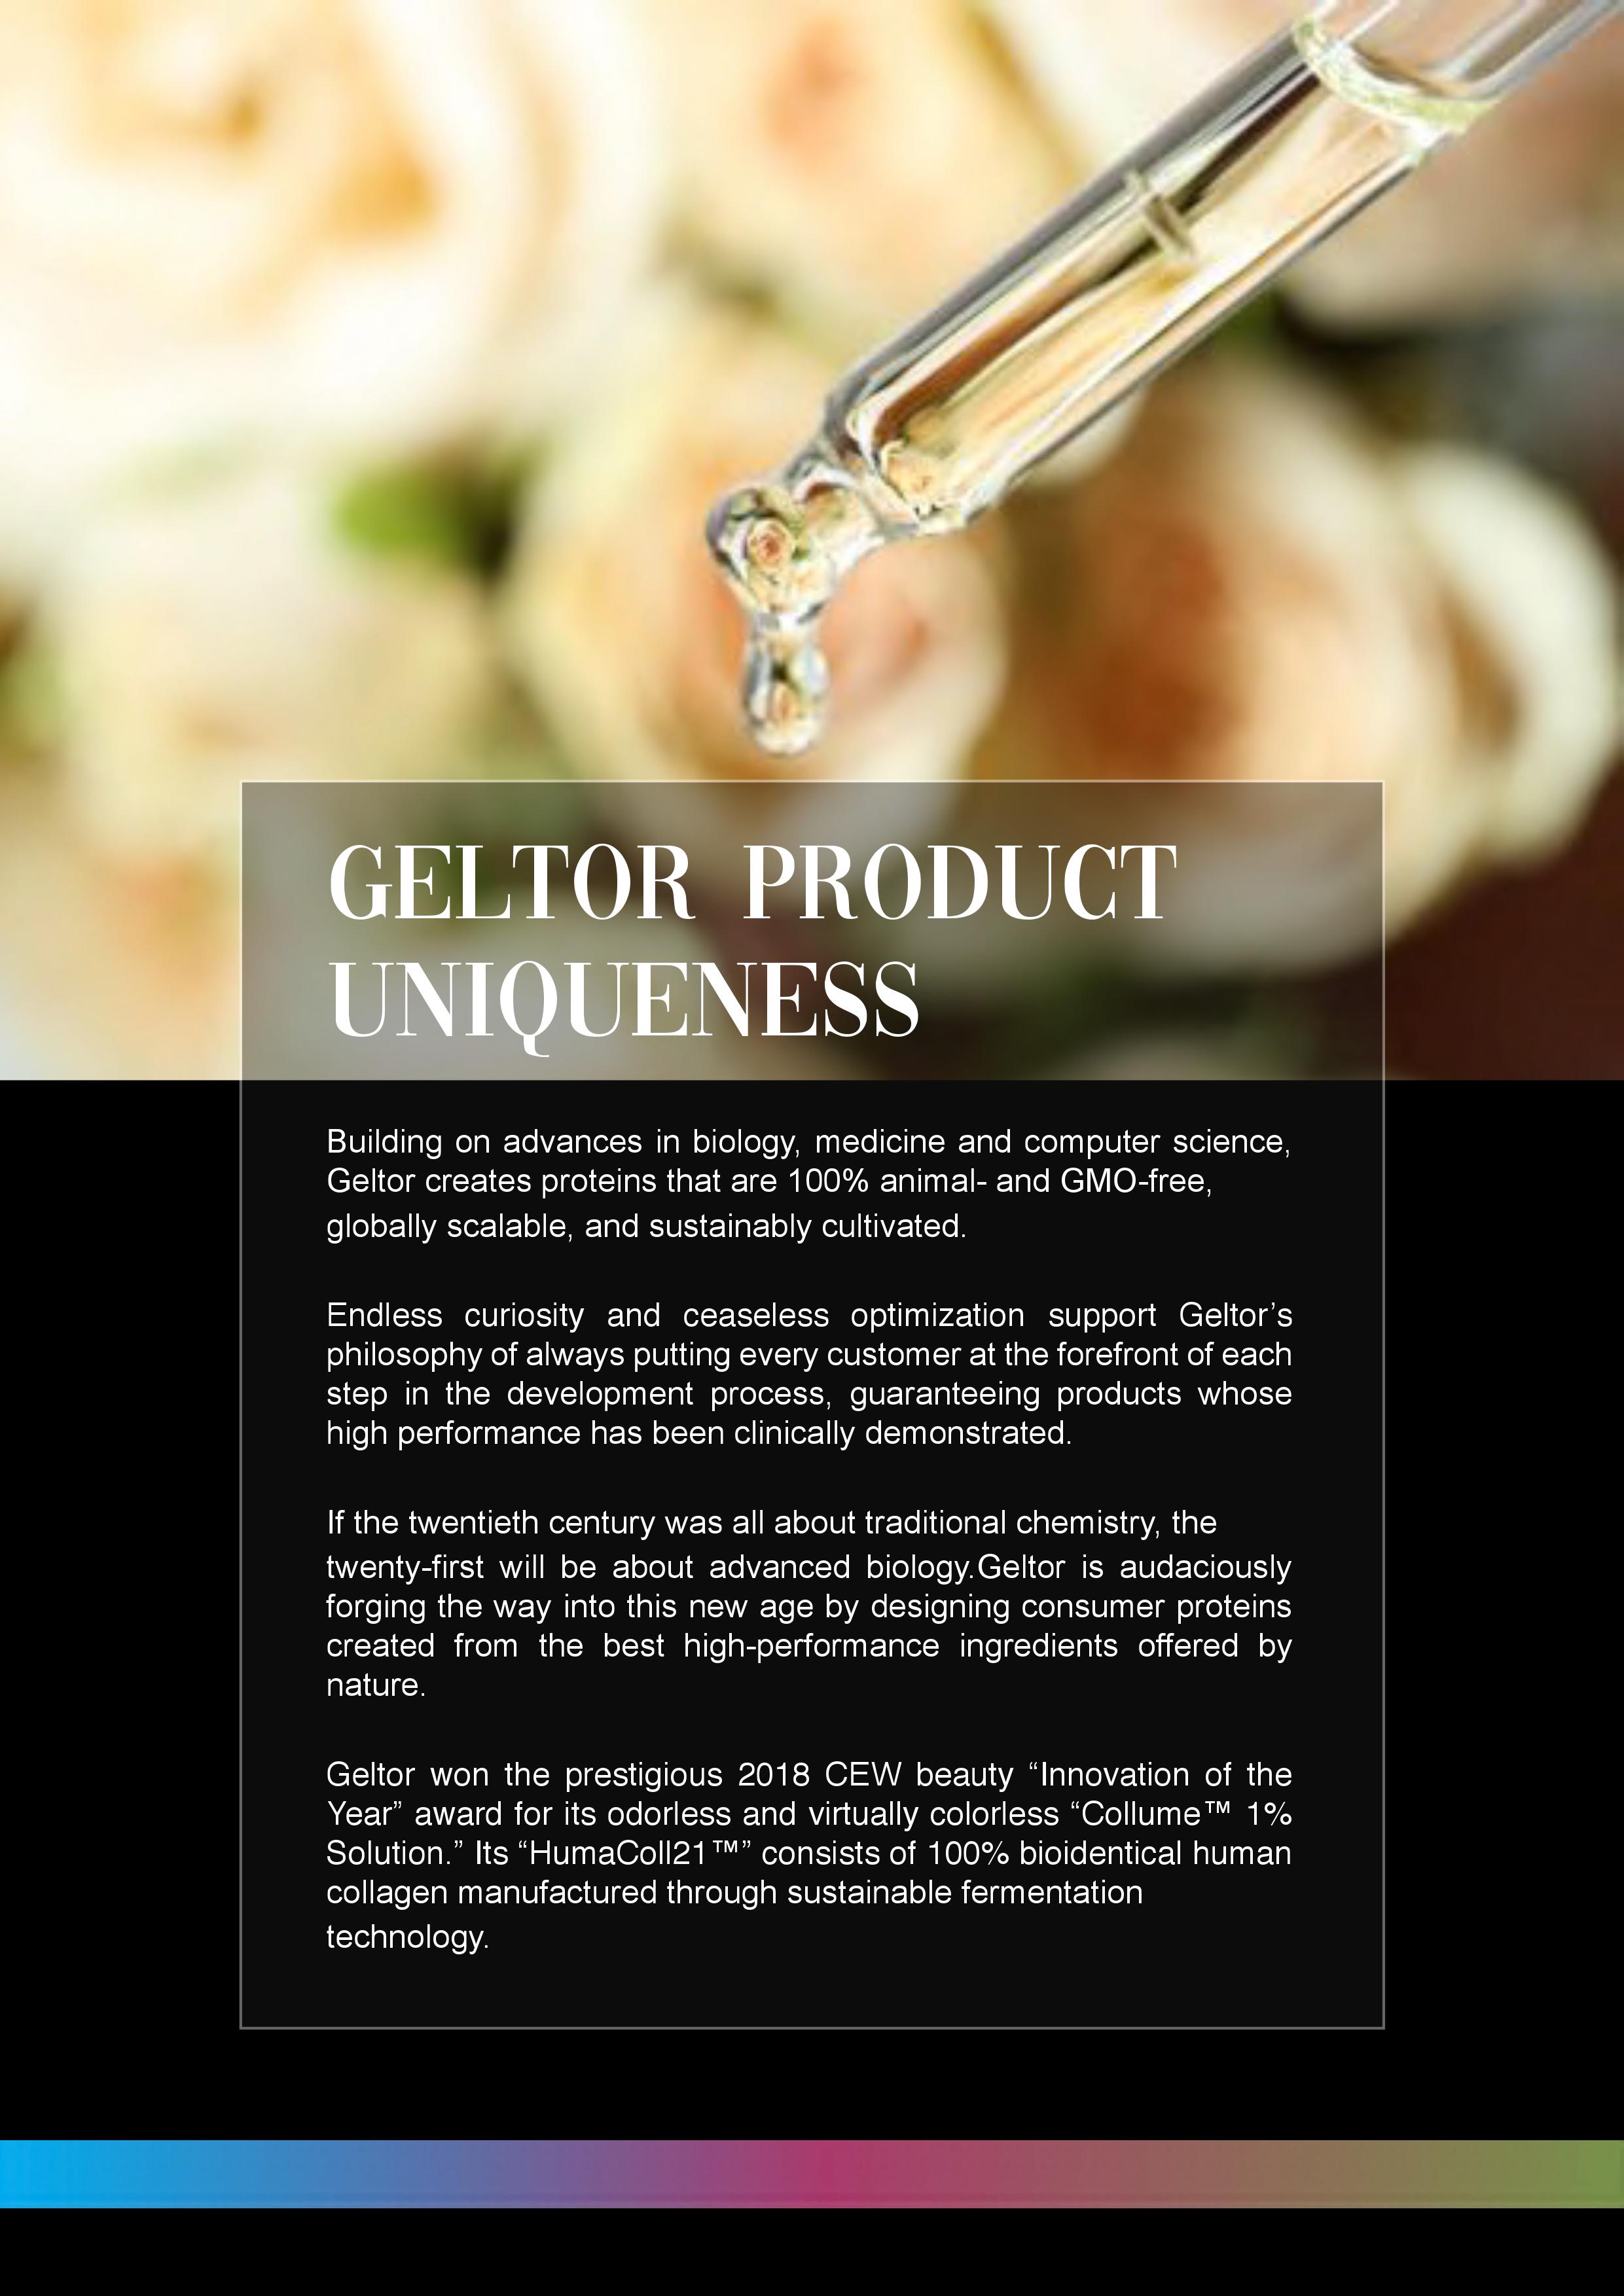 GELTOR PRODUCT
UNIQUENESS
Building on advances in biology, medicine and computer science,
Geltor creates proteins that are 100% animal- and GMO-free,
globally scalable, and sustainably cultivated.
Endless curiosity and ceaseless optimization support Geltor’s
philosophy of always putting every customer at the forefront of each
step in the development process, guaranteeing products whose
high performance has been clinically demonstrated.
If the twentieth century was all about traditional chemistry, the
twenty-first will be about advanced biology.Geltor is audaciously
forging the way into this new age by designing consumer proteins
created from the best high-performance ingredients offered by
nature.
Geltor won the prestigious 2018 CEW beauty “Innovation of the
Year” award for its odorless and virtually colorless “Collume™ 1%
Solution.” Its “HumaColl21™” consists of 100% bioidentical human
collagen manufactured through sustainable fermentation
technology.